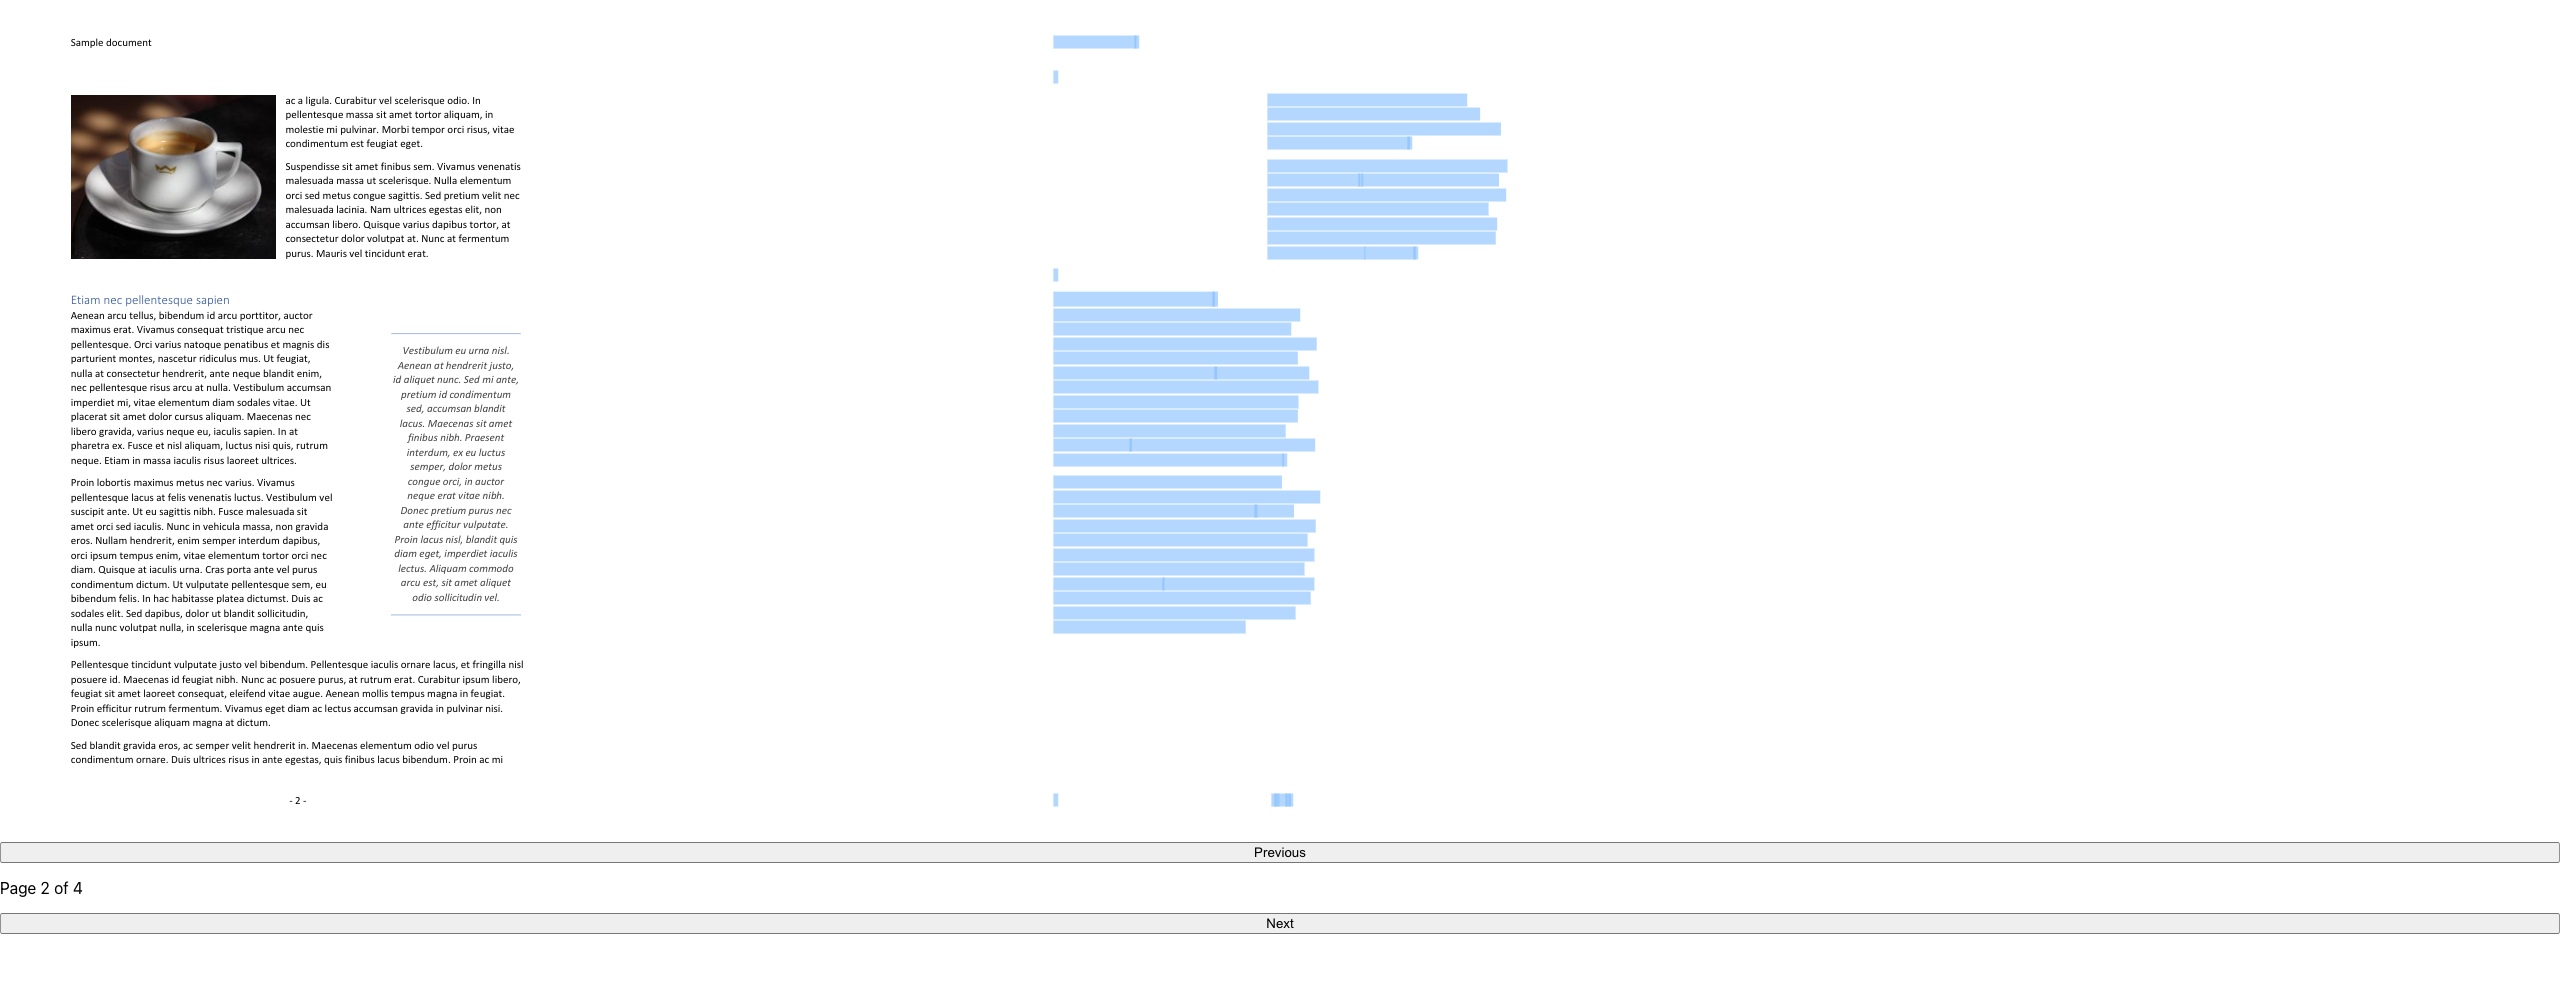 Sample document
ac a ligula. Curabitur vel scelerisque odio. In
pellentesque massa sit amet tortor aliquam, in
molestie mi pulvinar. Morbi tempor orci risus, vitae
condimentum est feugiat eget.
Suspendisse sit amet finibus sem. Vivamus venenatis
malesuada massa ut scelerisque. Nulla elementum
orci sed metus congue sagittis. Sed pretium velit nec
malesuada lacinia. Nam ultrices egestas elit, non
accumsan libero. Quisque varius dapibus tortor, at
consectetur dolor volutpat at. Nunc at fermentum
purus. Mauris vel tincidunt erat.
Etiam nec pellentesque sapien
Aenean arcu tellus, bibendum id arcu porttitor, auctor
maximus erat. Vivamus consequat tristique arcu nec
pellentesque. Orci varius natoque penatibus et magnis dis
parturient montes, nascetur ridiculus mus. Ut feugiat,
nulla at consectetur hendrerit, ante neque blandit enim,
nec pellentesque risus arcu at nulla. Vestibulum accumsan
imperdiet mi, vitae elementum diam sodales vitae. Ut
placerat sit amet dolor cursus aliquam. Maecenas nec
libero gravida, varius neque eu, iaculis sapien. In at
pharetra ex. Fusce et nisl aliquam, luctus nisi quis, rutrum
neque. Etiam in massa iaculis risus laoreet ultrices.
Proin lobortis maximus metus nec varius. Vivamus
pellentesque lacus at felis venenatis luctus. Vestibulum vel
suscipit ante. Ut eu sagittis nibh. Fusce malesuada sit
amet orci sed iaculis. Nunc in vehicula massa, non gravida
eros. Nullam hendrerit, enim semper interdum dapibus,
orci ipsum tempus enim, vitae elementum tortor orci nec
diam. Quisque at iaculis urna. Cras porta ante vel purus
condimentum dictum. Ut vulputate pellentesque sem, eu
bibendum felis. In hac habitasse platea dictumst. Duis ac
sodales elit. Sed dapibus, dolor ut blandit sollicitudin,
nulla nunc volutpat nulla, in scelerisque magna ante quis
ipsum.
Vestibulum eu urna nisl.
Aenean at hendrerit justo,
id aliquet nunc. Sed mi ante,
pretium id condimentum
sed, accumsan blandit
lacus. Maecenas sit amet
finibus nibh. Praesent
interdum, ex eu luctus
semper, dolor metus
congue orci, in auctor
neque erat vitae nibh.
Donec pretium purus nec
ante efficitur vulputate.
Proin lacus nisl, blandit quis
diam eget, imperdiet iaculis
lectus. Aliquam commodo
arcu est, sit amet aliquet
odio sollicitudin vel.
Pellentesque tincidunt vulputate justo vel bibendum. Pellentesque iaculis ornare lacus, et fringilla nisl
posuere id. Maecenas id feugiat nibh. Nunc ac posuere purus, at rutrum erat. Curabitur ipsum libero,
feugiat sit amet laoreet consequat, eleifend vitae augue. Aenean mollis tempus magna in feugiat.
Proin efficitur rutrum fermentum. Vivamus eget diam ac lectus accumsan gravida in pulvinar nisi.
Donec scelerisque aliquam magna at dictum.
Sed blandit gravida eros, ac semper velit hendrerit in. Maecenas elementum odio vel purus
condimentum ornare. Duis ultrices risus in ante egestas, quis finibus lacus bibendum. Proin ac mi
- 2 -
Previous
Page 2 of 4
Next